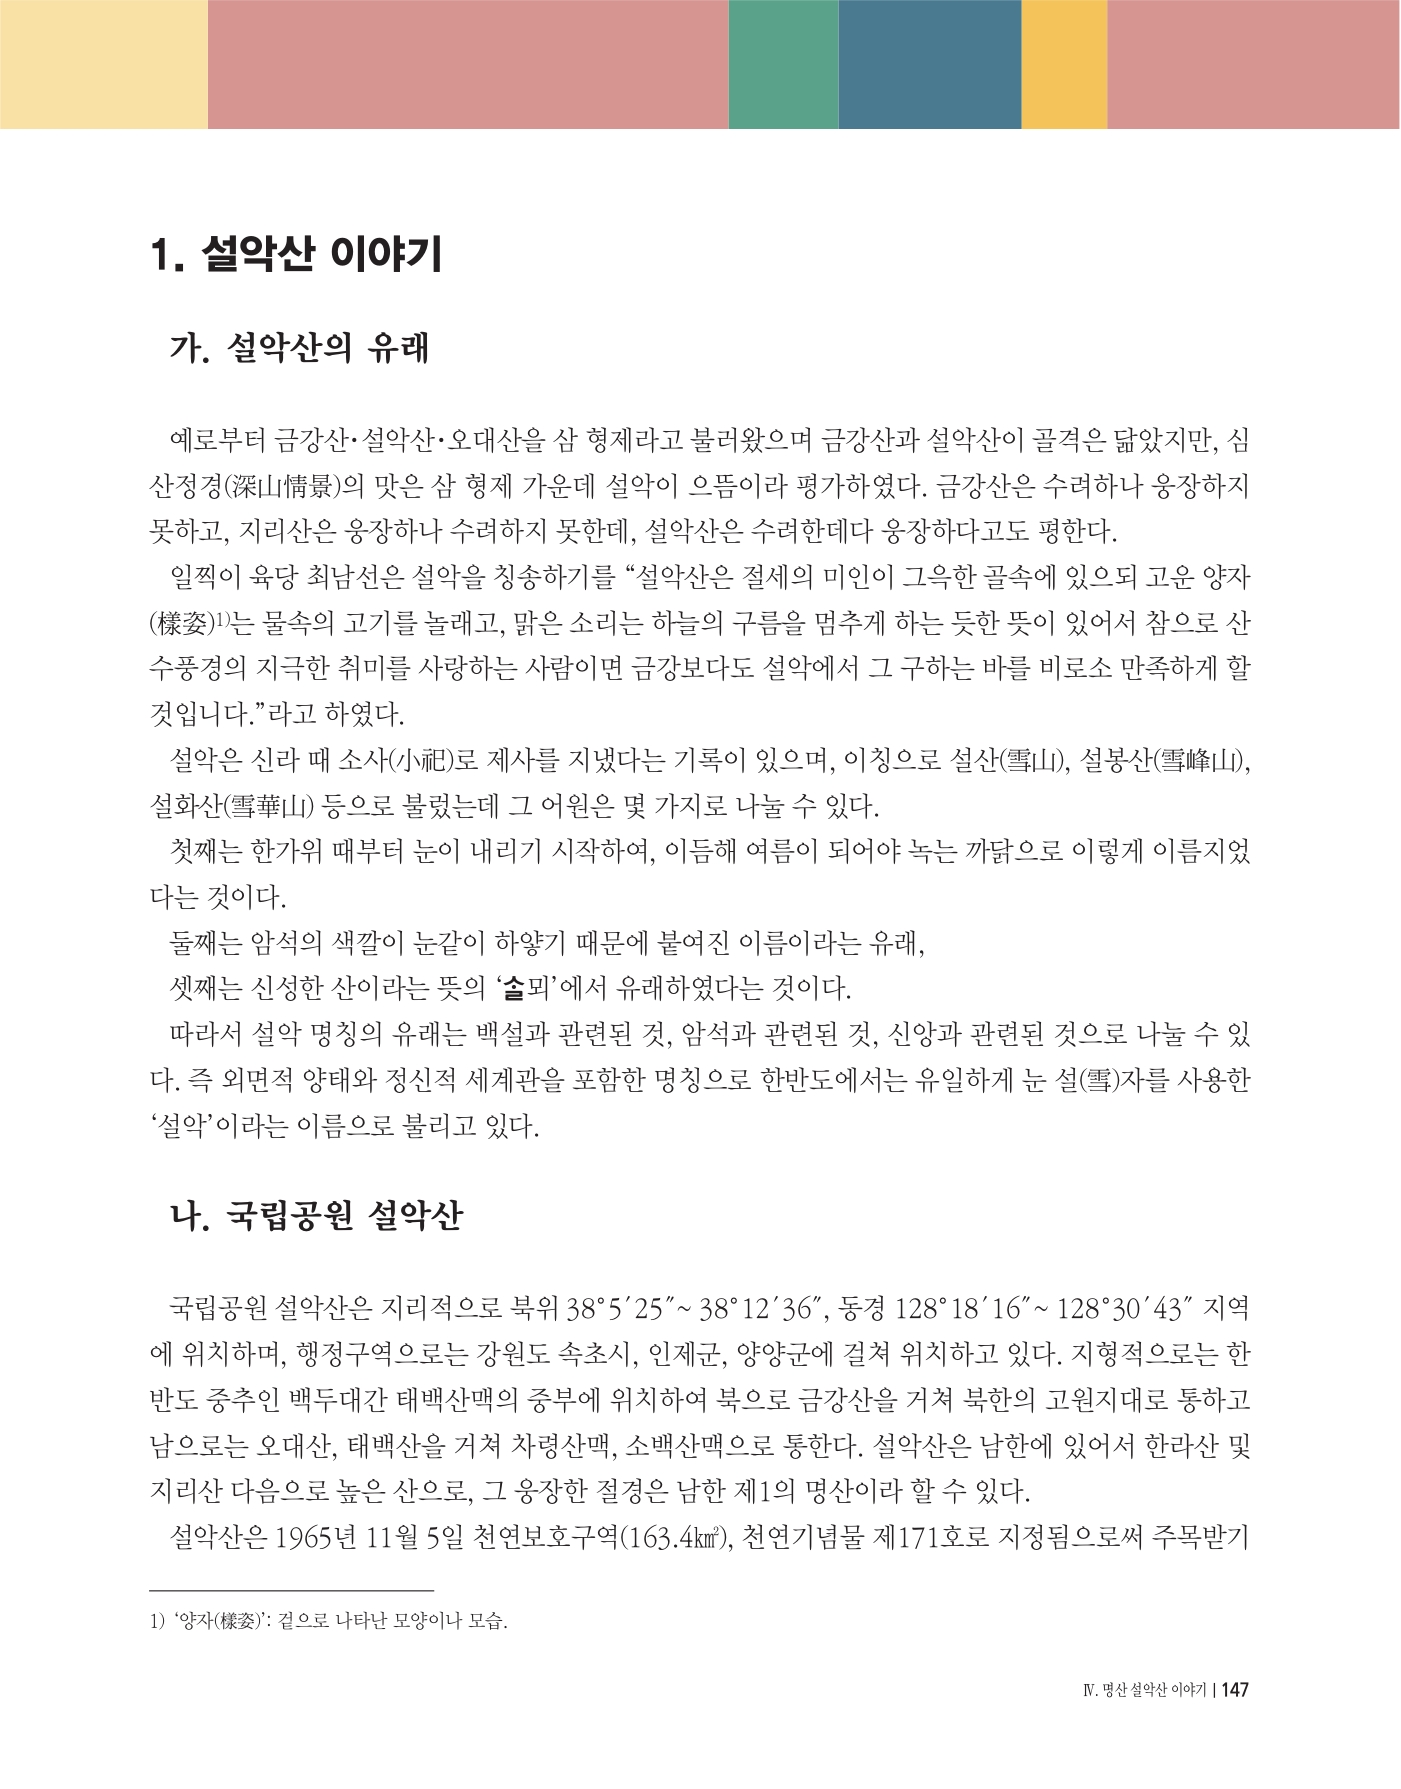 1. 설악산 이야기
가. 설악산의 유래
예로부터 금강산·설악산·오대산을 삼 형제라고 불러왔으며 금강산과 설악산이 골격은 닮았지만, 심
산정경(深山情景)의 맛은 삼 형제 가운데 설악이 으뜸이라 평가하였다. 금강산은 수려하나 웅장하지
못하고, 지리산은 웅장하나 수려하지 못한데, 설악산은 수려한데다 웅장하다고도 평한다.
일찍이 육당 최남선은 설악을 칭송하기를 “설악산은 절세의 미인이 그윽한 골속에 있으되 고운 양자
(樣姿)1)는 물속의 고기를 놀래고, 맑은 소리는 하늘의 구름을 멈추게 하는 듯한 뜻이 있어서 참으로 산
수풍경의 지극한 취미를 사랑하는 사람이면 금강보다도 설악에서 그 구하는 바를 비로소 만족하게 할
것입니다.”라고 하였다.
설악은 신라 때 소사(小祀)로 제사를 지냈다는 기록이 있으며, 이칭으로 설산(雪山), 설봉산(雪峰山),
설화산(雪華山) 등으로 불렀는데 그 어원은 몇 가지로 나눌 수 있다.
첫째는 한가위 때부터 눈이 내리기 시작하여, 이듬해 여름이 되어야 녹는 까닭으로 이렇게 이름지었
다는 것이다.
둘째는 암석의 색깔이 눈같이 하얗기 때문에 붙여진 이름이라는 유래,
셋째는 신성한 산이라는 뜻의 ‘솔뫼’에서 유래하였다는 것이다.
따라서 설악 명칭의 유래는 백설과 관련된 것, 암석과 관련된 것, 신앙과 관련된 것으로 나눌 수 있
다. 즉 외면적 양태와 정신적 세계관을 포함한 명칭으로 한반도에서는 유일하게 눈 설(雪)자를 사용한
‘설악’이라는 이름으로 불리고 있다.
나. 국립공원 설악산
국립공원 설악산은 지리적으로 북위 38°5′25″~ 38°12′36″, 동경 128°18′16″~ 128°30′43″ 지역
에 위치하며, 행정구역으로는 강원도 속초시, 인제군, 양양군에 걸쳐 위치하고 있다. 지형적으로는 한
반도 중추인 백두대간 태백산맥의 중부에 위치하여 북으로 금강산을 거쳐 북한의 고원지대로 통하고
남으로는 오대산, 태백산을 거쳐 차령산맥, 소백산맥으로 통한다. 설악산은 남한에 있어서 한라산 및
지리산 다음으로 높은 산으로, 그 웅장한 절경은 남한 제1의 명산이라 할 수 있다.
설악산은 1965년 11월 5일 천연보호구역(163.4㎢), 천연기념물 제171호로 지정됨으로써 주목받기
1) ‘양자(樣姿)’: 겉으로 나타난 모양이나 모습.
Ⅳ. 명산 설악산 이야기 | 147